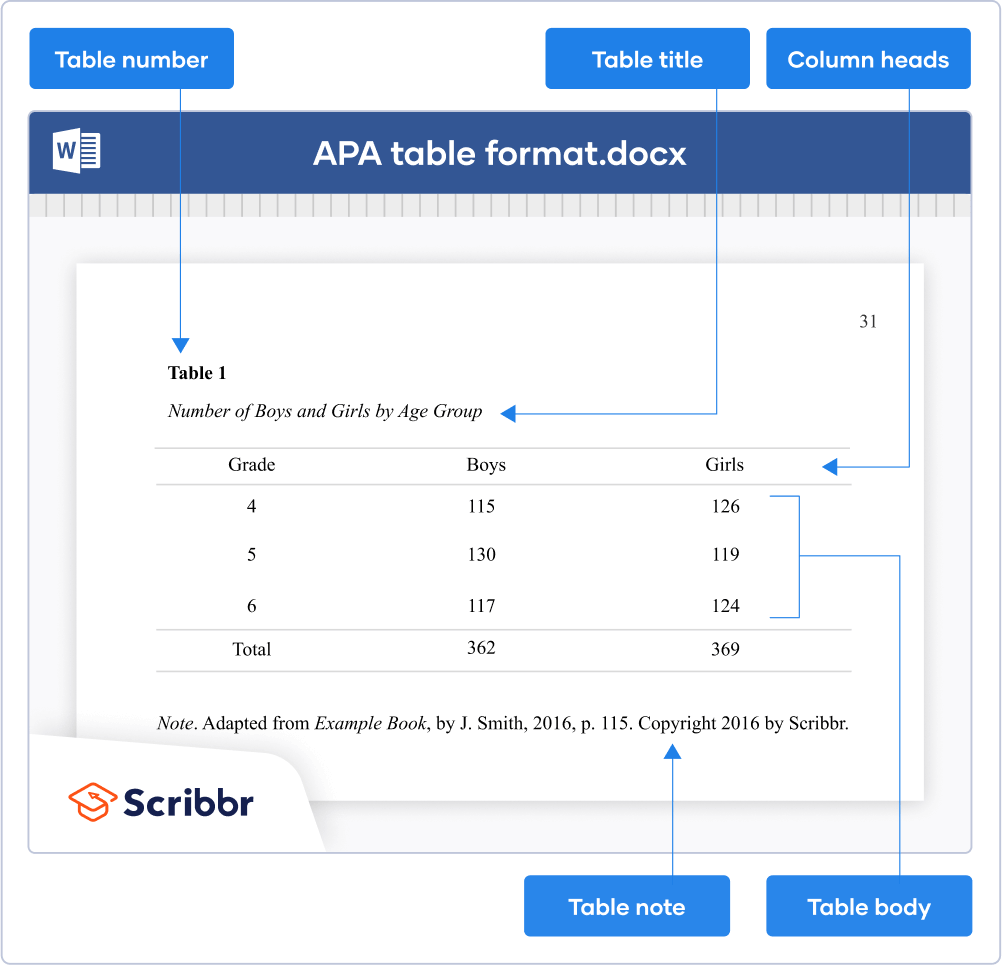 Table number
Table title
Column heads
W
APA table format.docx
31
Table 1
Number of Boys and Girls by Age Group
Grade Boys Girls
4 115 126
5 130 119
6 117 124
Total 362 369
Note. Adapted from Example Book, by J. Smith, 2016, p. 115. Copyright 2016 by Scribbr.
Scribbr
Table note
Table body